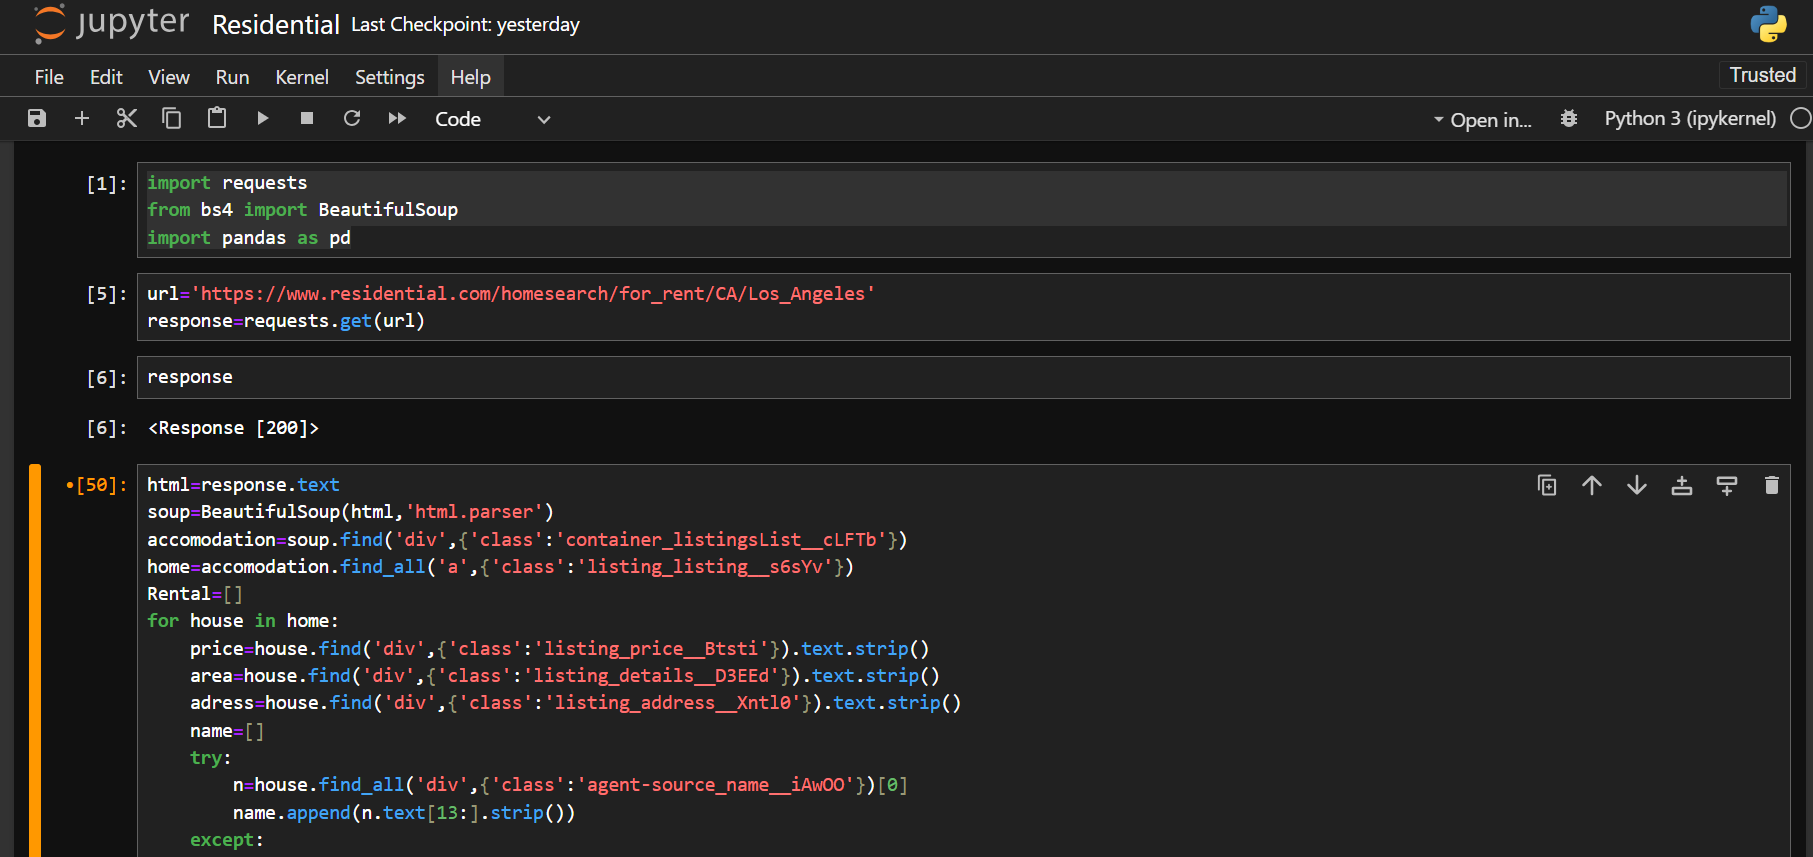 jupyter Residential Last Checkpoint: yesterday
File Edit View Run Kernel Settings Help Trusted
Code Open in... Python 3 (ipykernel)
[1]: import requests
from bs4 import BeautifulSoup
import pandas as pd
[5]: url='https://www.residential.com/homesearch/for_rent/CA/Los_Angeles'
response=requests.get(url)
[6]: response
[6]: <Response [200]>
•[50]: html=response.text
soup=BeautifulSoup(html,'html.parser')
accomodation=soup.find('div',{'class':'container_listingsList__cLFTb'})
home=accomodation.find_all('a',{'class':'listing_listing__s6sYv'})
Rental=[]
for house in home:
    price=house.find('div',{'class':'listing_price__Btsti'}).text.strip()
    area=house.find('div',{'class':'listing_details__D3EEd'}).text.strip()
    adress=house.find('div',{'class':'listing_address__Xntl0'}).text.strip()
    name=[]
    try:
        n=house.find_all('div',{'class':'agent-source_name__iAwOO'})[0]
        name.append(n.text[13:].strip())
    except: